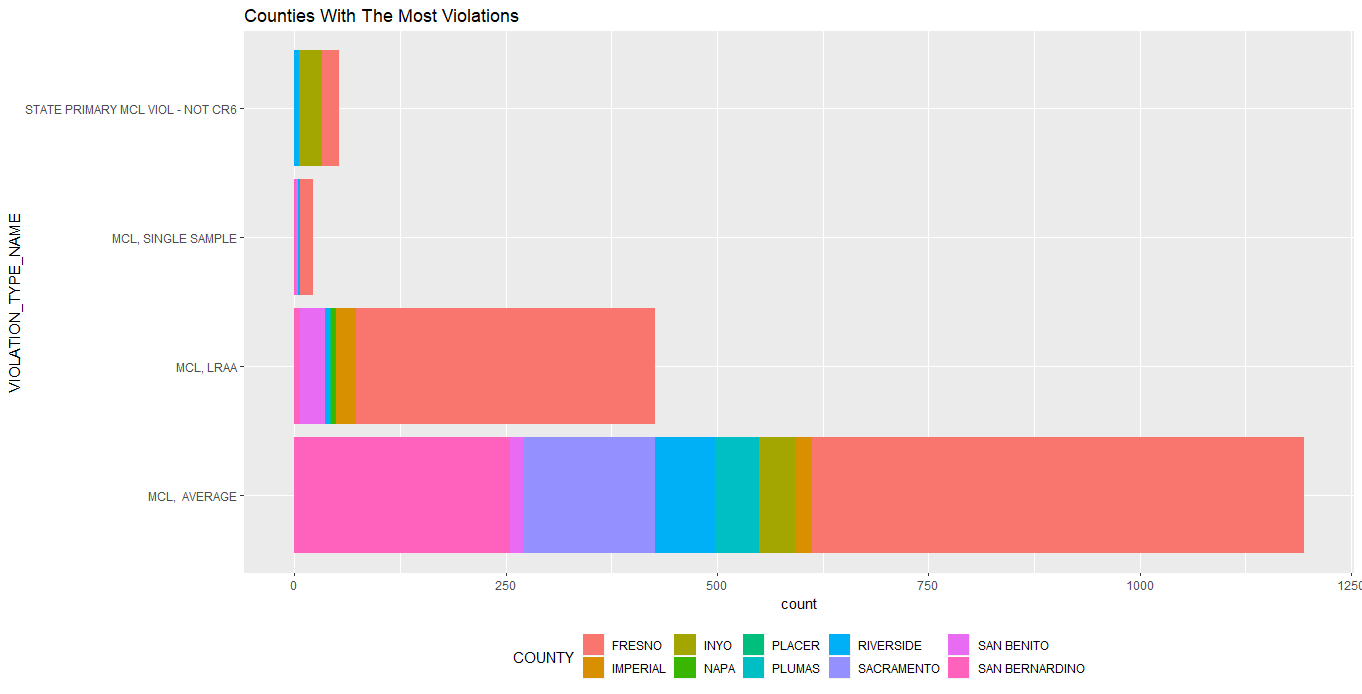 Counties With The Most Violations
VIOLATION_TYPE_NAME
STATE PRIMARY MCL VIOL - NOT CR6
MCL, SINGLE SAMPLE
MCL, LRAA
MCL,  AVERAGE
0 250 500 750 1000 1250
count
COUNTY
FRESNO INYO PLACER RIVERSIDE SAN BENITO
IMPERIAL NAPA PLUMAS SACRAMENTO SAN BERNARDINO